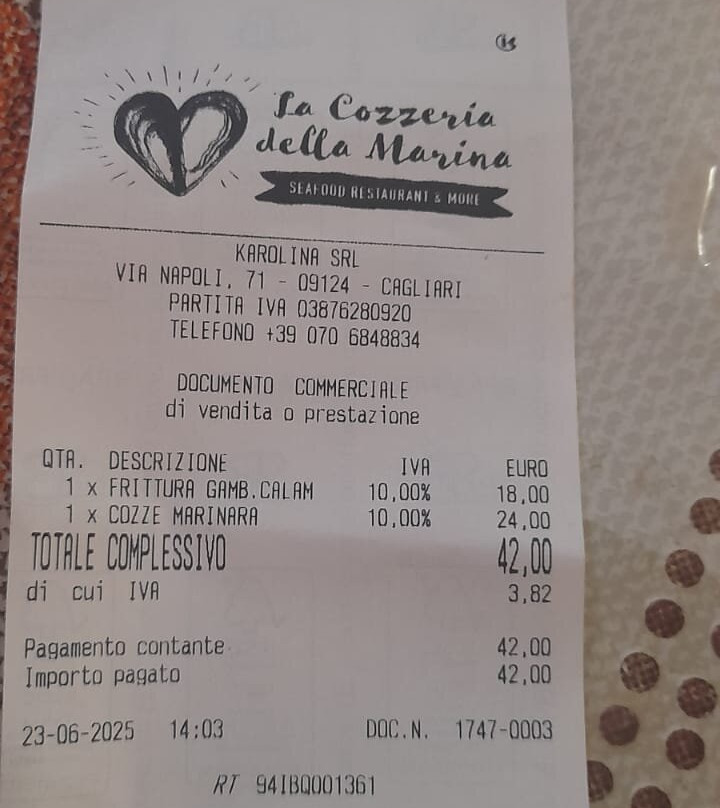 La Cozzeria
della Marina
SEAFOOD RESTAURANT & MORE
KAROLINA SRL
VIA NAPOLI, 71 - 09124 - CAGLIARI
PARTITA IVA 03876280920
TELEFONO +39 070 6848834
DOCUMENTO COMMERCIALE
di vendita o prestazione
QTA. DESCRIZIONE IVA EURO
1 x FRITTURA GAMB.CALAM 10,00% 18,00
1 x COZZE MARINARA 10,00% 24,00
TOTALE COMPLESSIVO 42,00
di cui IVA 3,82
Pagamento contante 42,00
Importo pagato 42,00
23-06-2025 14:03 DOC.N. 1747-0003
RT 94IBQ001361